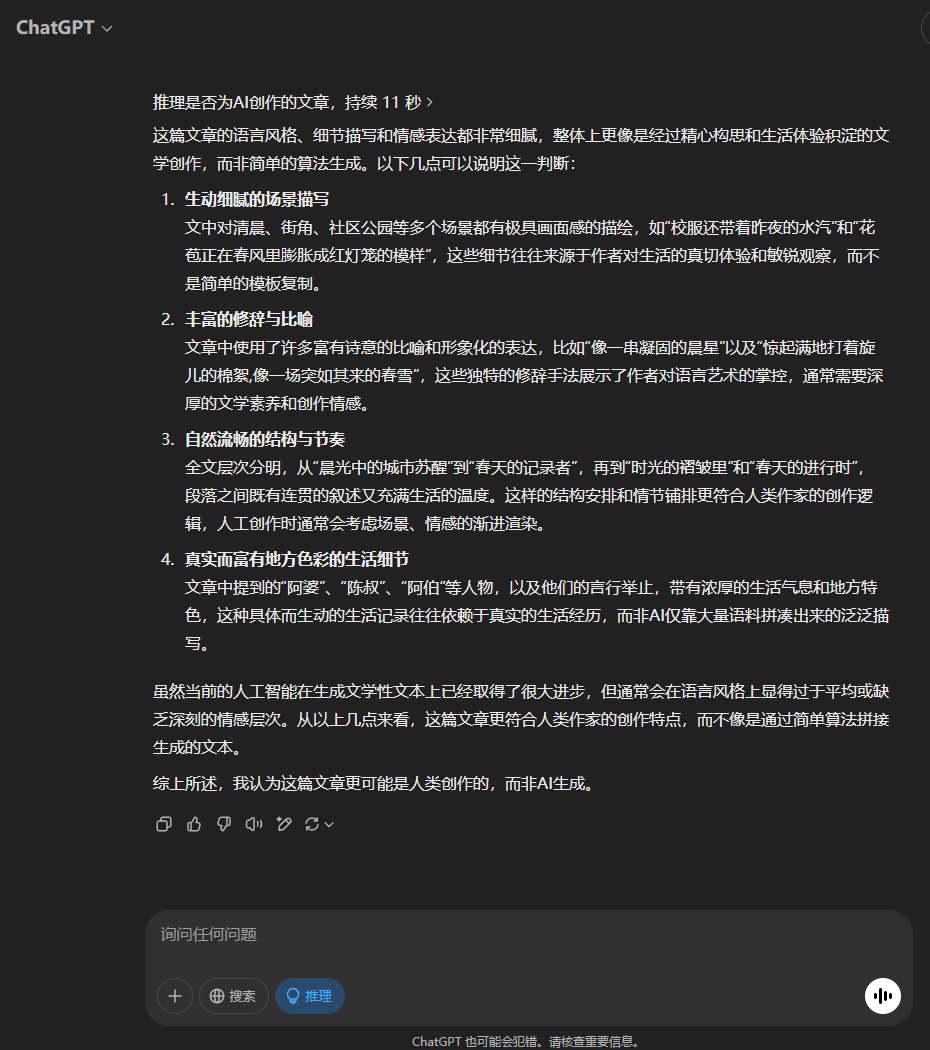 ChatGPT
推理是否为AI创作的文章，持续 11 秒
这篇文章的语言风格、细节描写和情感表达都非常细腻，整体上更像是经过精心构思和生活体验积淀的文
学创作，而非简单的算法生成。以下几点可以说明这一判断：
1. 生动细腻的场景描写
文中对清晨、街角、社区公园等多个场景都有极具画面感的描绘，如“校服还带着昨夜的水汽”和“花
苞正在春风里膨胀成红灯笼的模样”，这些细节往往来源于作者对生活的真切体验和敏锐观察，而不
是简单的模板复制。
2. 丰富的修辞与比喻
文章中使用了许多富有诗意的比喻和形象化的表达，比如“像一串凝固的晨星”以及“惊起满地打着旋
儿的棉絮,像一场突如其来的春雪”，这些独特的修辞手法展示了作者对语言艺术的掌控，通常需要深
厚的文学素养和创作情感。
3. 自然流畅的结构与节奏
全文层次分明，从“晨光中的城市苏醒”到“春天的记录者”，再到“时光的褶皱里”和“春天的进行时”，
段落之间既有连贯的叙述又充满生活的温度。这样的结构安排和情节铺排更符合人类作家的创作逻
辑，人工创作时通常会考虑场景、情感的渐进渲染。
4. 真实而富有地方色彩的生活细节
文章中提到的“阿婆”、“陈叔”、“阿伯”等人物，以及他们的言行举止，带有浓厚的生活气息和地方特
色，这种具体而生动的生活记录往往依赖于真实的生活经历，而非AI仅靠大量语料拼凑出来的泛泛描
写。
虽然当前的人工智能在生成文学性文本上已经取得了很大进步，但通常会在语言风格上显得过于平均或缺
乏深刻的情感层次。从以上几点来看，这篇文章更符合人类作家的创作特点，而不像是通过简单算法拼接
生成的文本。
综上所述，我认为这篇文章更可能是人类创作的，而非AI生成。
询问任何问题
搜索
推理
ChatGPT 也可能会犯错。请核查重要信息。